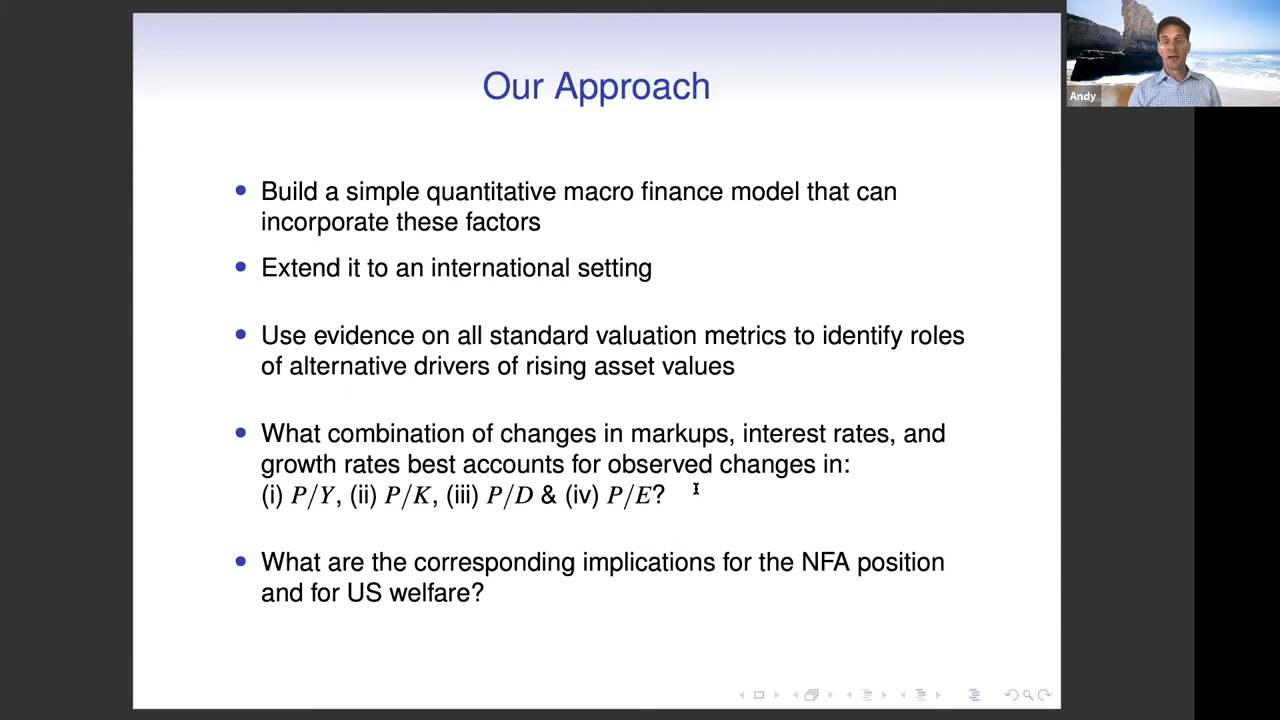 Our Approach
Andy
• Build a simple quantitative macro finance model that can
incorporate these factors
• Extend it to an international setting
• Use evidence on all standard valuation metrics to identify roles
of alternative drivers of rising asset values
• What combination of changes in markups, interest rates, and
growth rates best accounts for observed changes in:
(i) P/Y, (ii) P/K, (iii) P/D & (iv) P/E?
• What are the corresponding implications for the NFA position
and for US welfare?